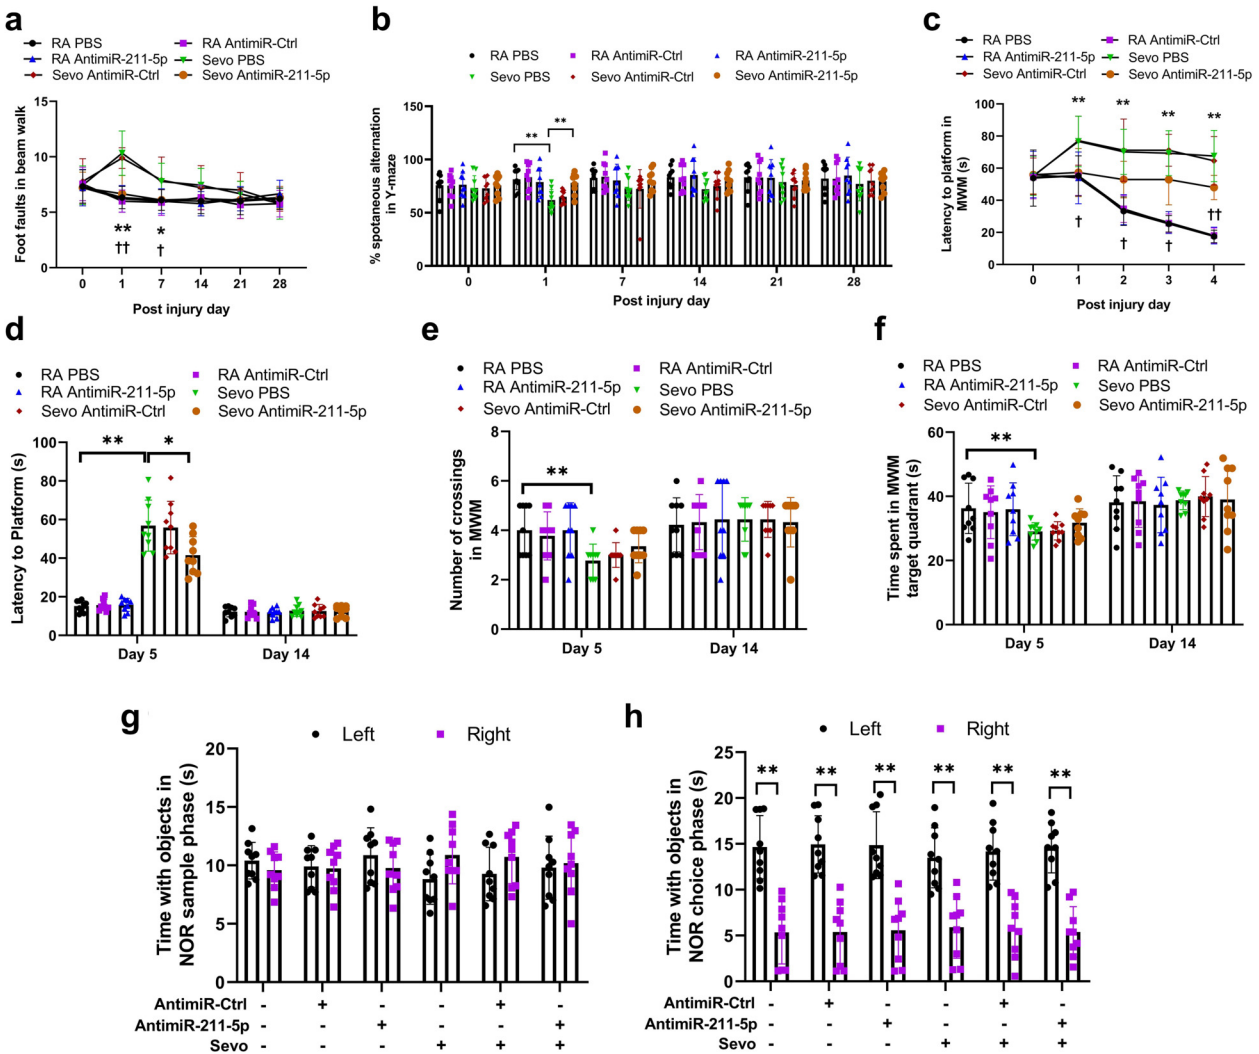 a
RA PBS
RA AntimiR-Ctrl
RA AntimiR-211-5p
Sevo PBS
Sevo AntimiR-Ctrl
Sevo AntimiR-211-5p
Foot faults in beam walk
15
10
5
0
**
††
*
†
0 1 7 14 21 28
Post injury day
b
RA PBS
RA AntimiR-Ctrl
RA AntimiR-211-5p
Sevo PBS
Sevo AntimiR-Ctrl
Sevo AntimiR-211-5p
% spotaneous alternation
in Y-maze
150
100
50
0
**
**
0 1 7 14 21 28
Post injury day
c
RA PBS
RA AntimiR-Ctrl
RA AntimiR-211-5p
Sevo PBS
Sevo AntimiR-Ctrl
Sevo AntimiR-211-5p
Latency to platform in
MWM (s)
100
80
60
40
20
0
** ** ** **
† † † ††
0 1 2 3 4
Post injury day
d
RA PBS
RA AntimiR-Ctrl
RA AntimiR-211-5p
Sevo PBS
Sevo AntimiR-Ctrl
Sevo AntimiR-211-5p
Latency to Platform (s)
100
80
60
40
20
0
** *
Day 5 Day 14
e
RA PBS
RA AntimiR-Ctrl
RA AntimiR-211-5p
Sevo PBS
Sevo AntimiR-Ctrl
Sevo AntimiR-211-5p
Number of crossings
in MWM
8
6
4
2
0
**
Day 5 Day 14
f
RA PBS
RA AntimiR-Ctrl
RA AntimiR-211-5p
Sevo PBS
Sevo AntimiR-Ctrl
Sevo AntimiR-211-5p
Time spent in MWM
target quadrant (s)
60
40
20
0
**
Day 5 Day 14
g
Left Right
Time with objects in
NOR sample phase (s)
20
15
10
5
0
AntimiR-Ctrl - + - - + -
AntimiR-211-5p - - + - - +
Sevo - - - + + +
h
Left Right
Time with objects in
NOR choice phase (s)
25
20
15
10
5
0
** ** ** ** ** **
AntimiR-Ctrl - + - - + -
AntimiR-211-5p - - + - - +
Sevo - - - + + +